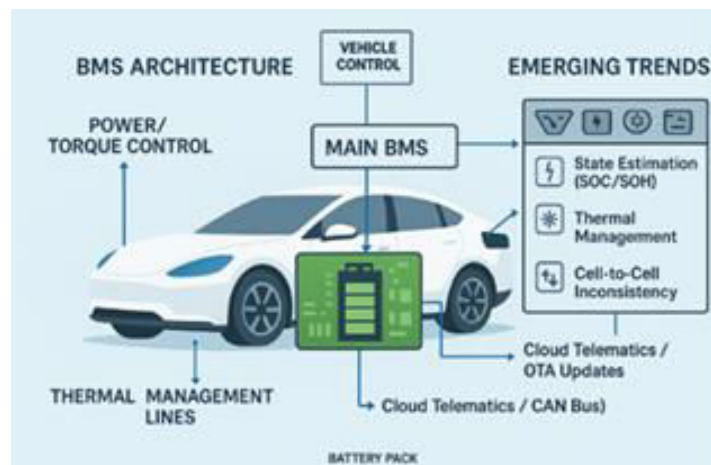 BMS ARCHITECTURE
VEHICLE
CONTROL
EMERGING TRENDS
POWER/
TORQUE CONTROL
MAIN BMS
State Estimation
(SOC/SOH)
Thermal
Management
Cell-to-Cell
Inconsistency
Cloud Telematics /
OTA Updates
THERMAL MANAGEMENT
LINES
Cloud Telematics / CAN Bus)
BATTERY PACK